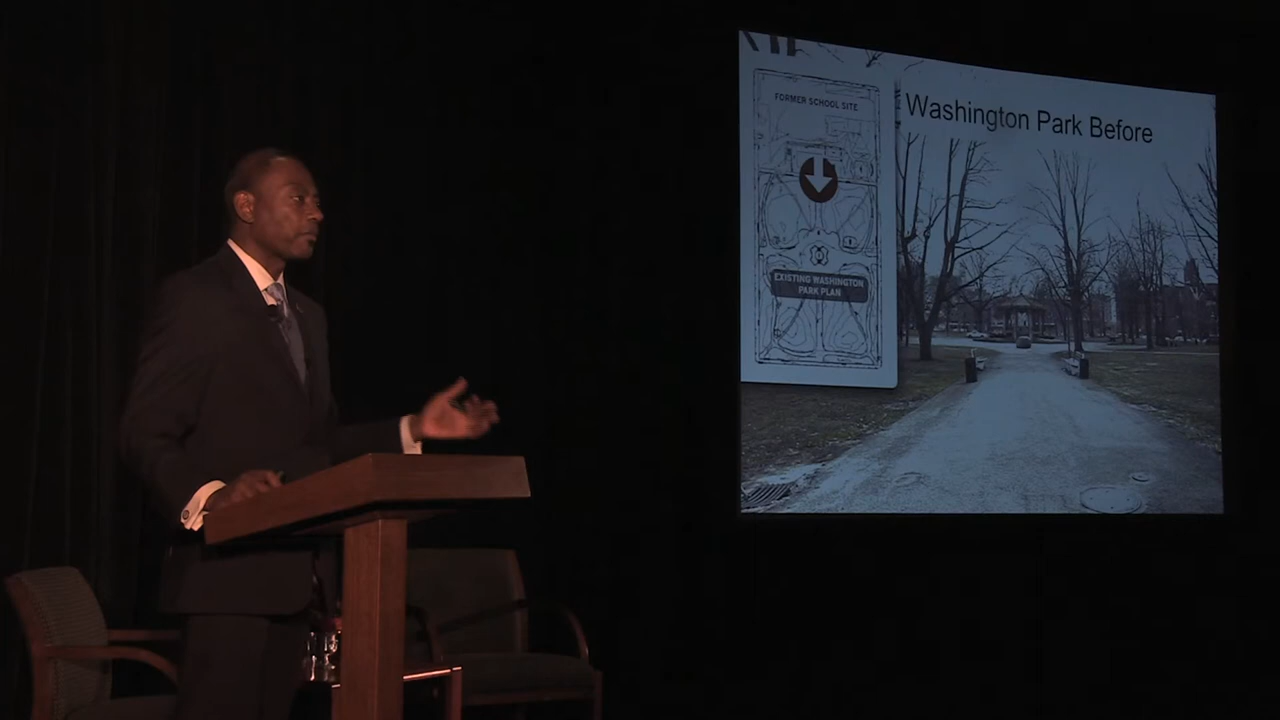 FORMER SCHOOL SITE
EXISTING WASHINGTON
PARK PLAN
Washington Park Before